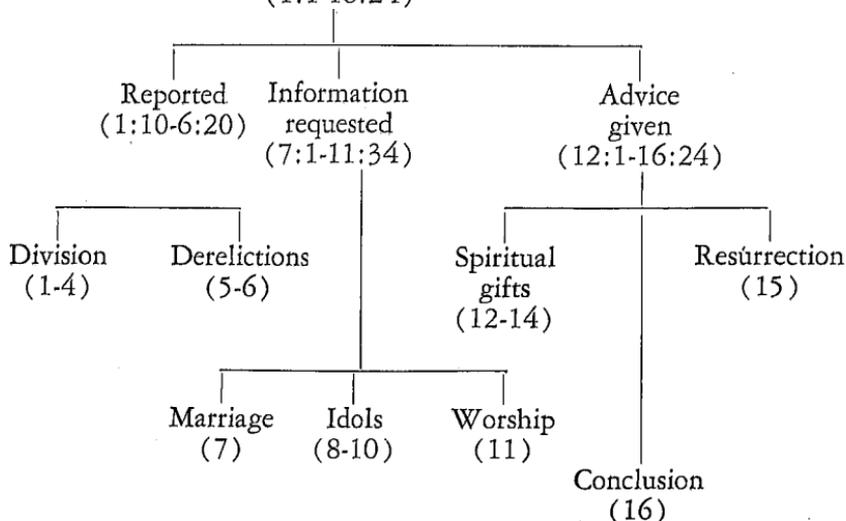 Reported
(1:10-6:20)
Information
requested
(7:1-11:34)
Advice
given
(12:1-16:24)
Division
(1-4)
Derelictions
(5-6)
Spiritual
gifts
(12-14)
Resurrection
(15)
Marriage
(7)
Idols
(8-10)
Worship
(11)
Conclusion
(16)